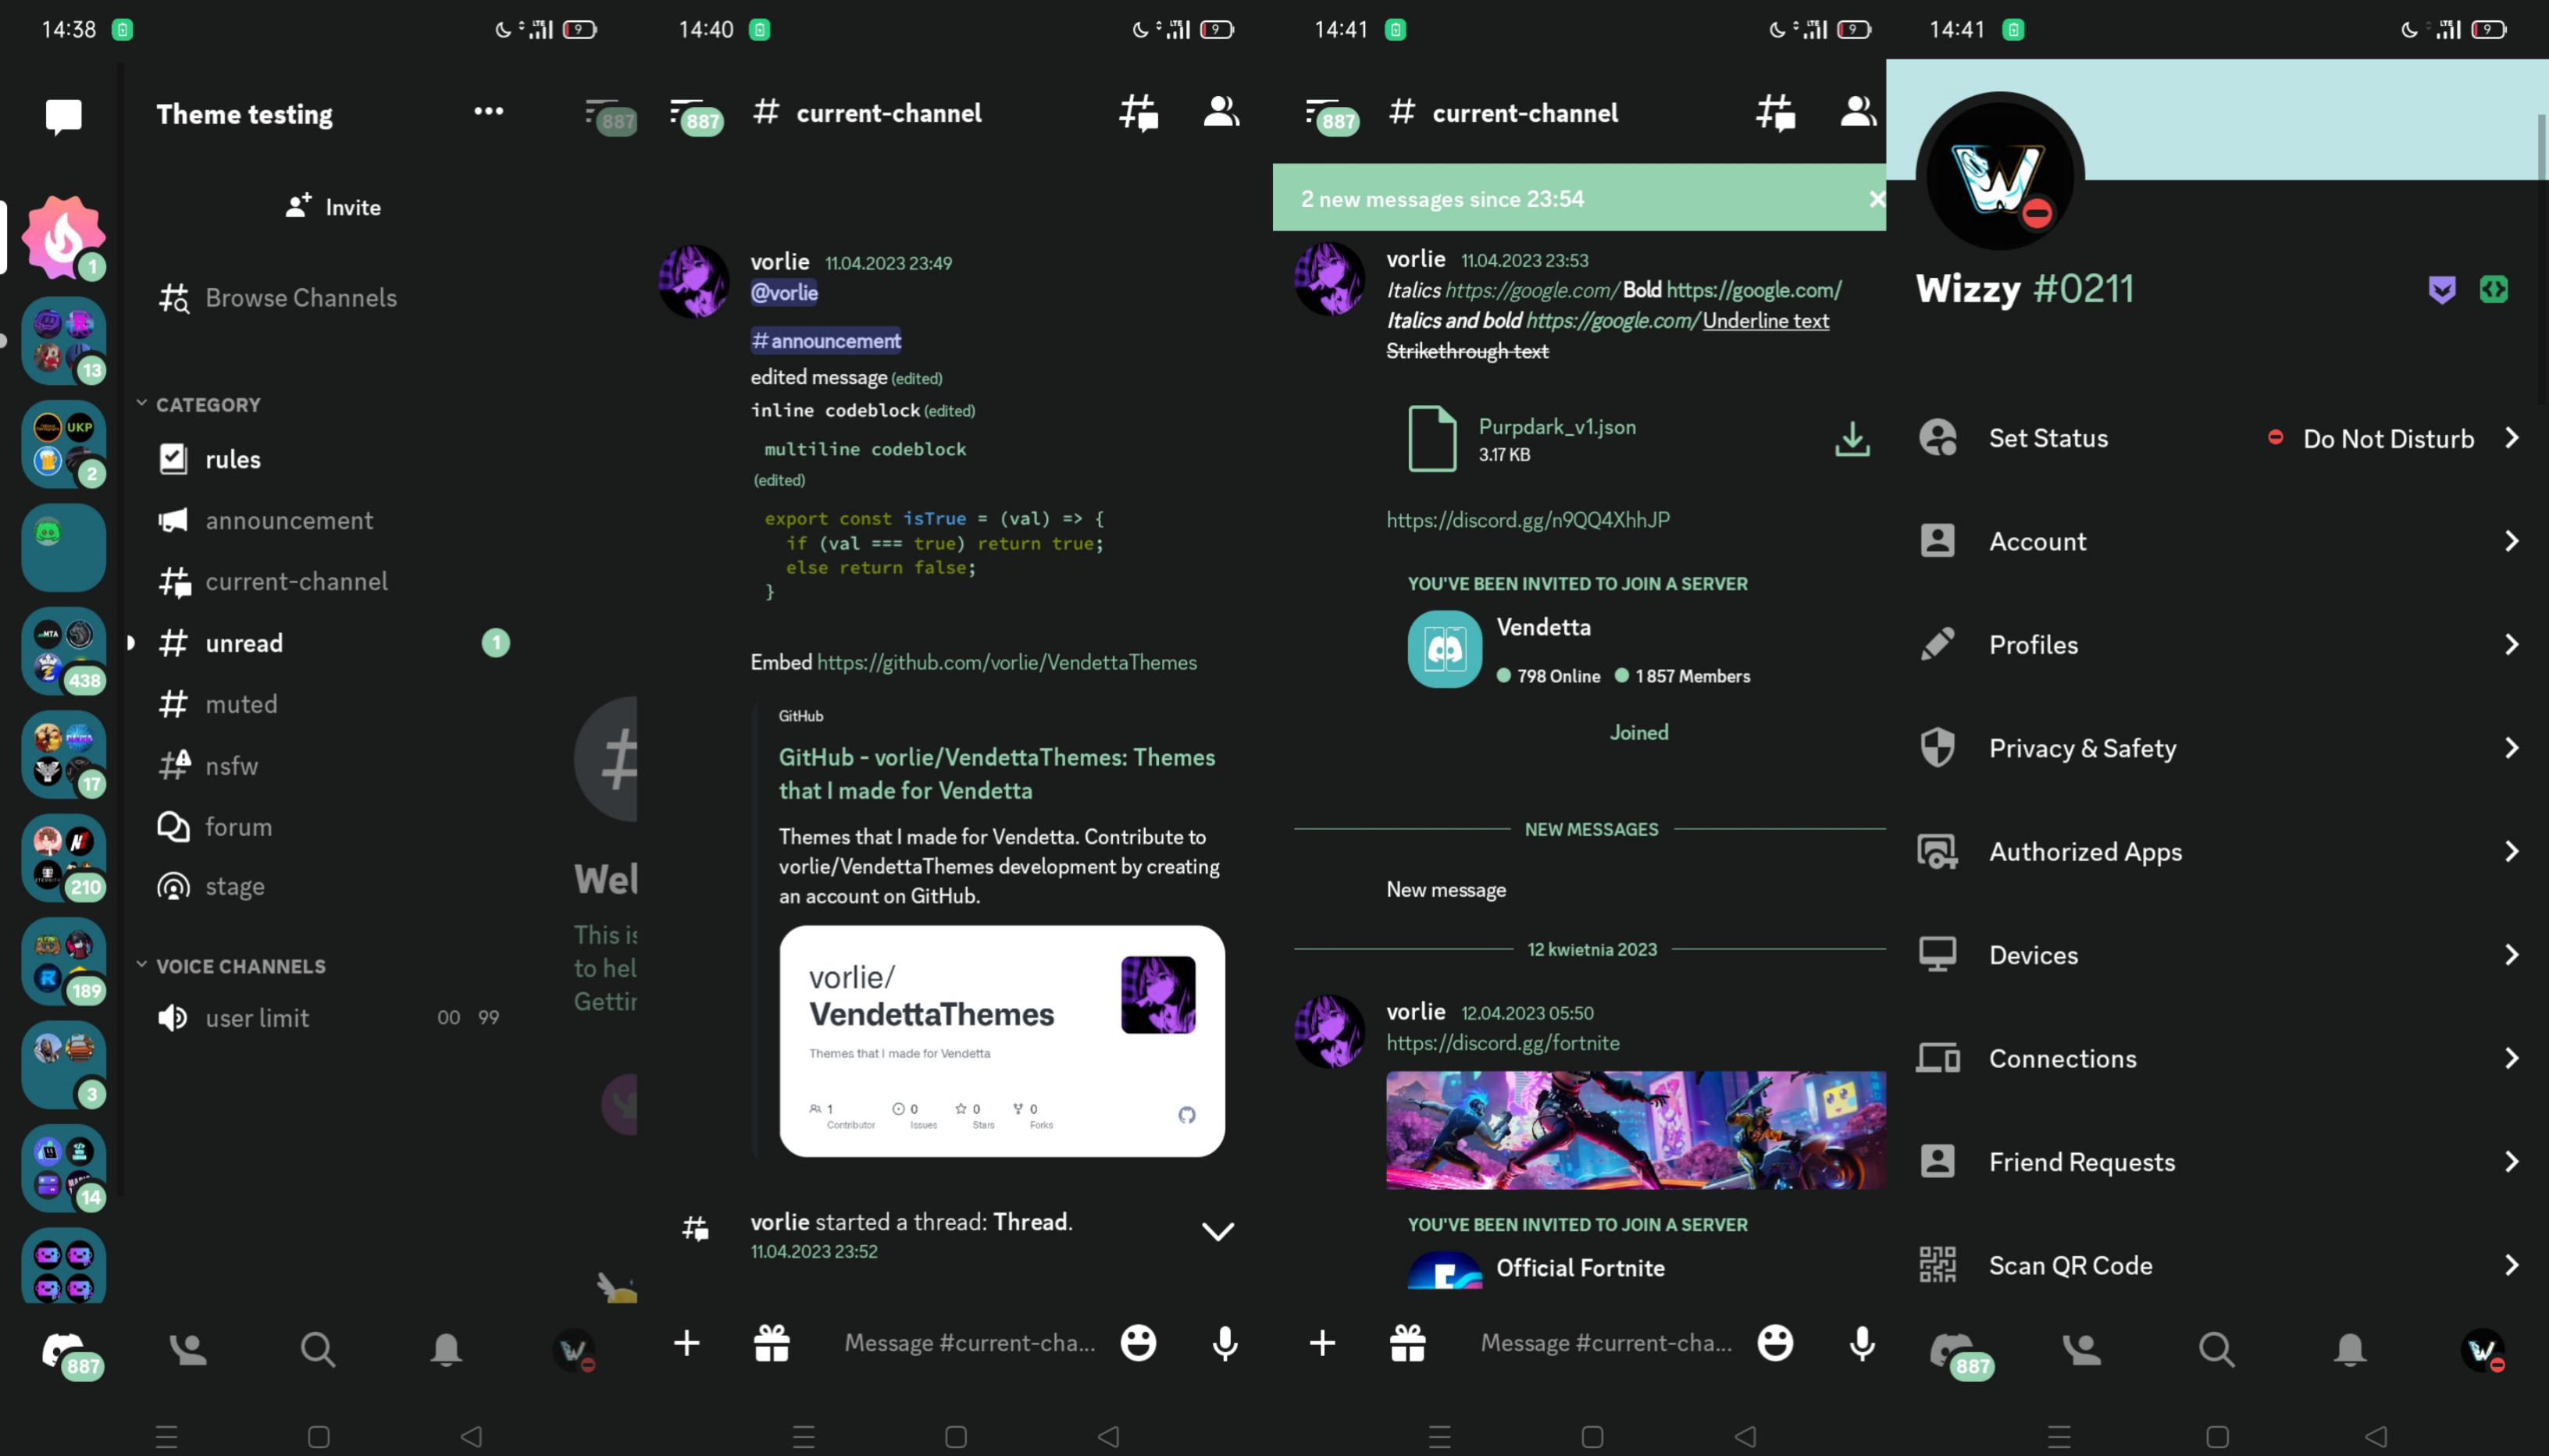 14:38
9
Theme testing
887
Invite
1
Browse Channels
13
CATEGORY
UKP
2
rules
announcement
current-channel
MTA
438
unread
1
muted
17
nsfw
forum
210
stage
Wel
This is
to hel
Gettin
VOICE CHANNELS
189
user limit
00 99
3
14
887
14:40
9
887
# current-channel
vorlie 11.04.2023 23:49
@vorlie
#announcement
edited message (edited)
inline codeblock (edited)
multiline codeblock
(edited)
export const isTrue = (val) => {
if (val === true) return true;
else return false;
}
Embed https://github.com/vorlie/VendettaThemes
GitHub
GitHub - vorlie/VendettaThemes: Themes
that I made for Vendetta
Themes that I made for Vendetta. Contribute to
vorlie/VendettaThemes development by creating
an account on GitHub.
vorlie/
VendettaThemes
Themes that I made for Vendetta
1 0 0 0
Contributor Issues Stars Forks
vorlie started a thread: Thread.
11.04.2023 23:52
Message #current-cha...
14:41
9
887
# current-channel
2 new messages since 23:54
vorlie 11.04.2023 23:53
Italics https://google.com/ Bold https://google.com/
Italics and bold https://google.com/ Underline text
Strikethrough text
Purpdark_v1.json
3.17 KB
https://discord.gg/n9QQ4XhhJP
YOU'VE BEEN INVITED TO JOIN A SERVER
Vendetta
798 Online 1 857 Members
Joined
NEW MESSAGES
New message
12 kwietnia 2023
vorlie 12.04.2023 05:50
https://discord.gg/fortnite
YOU'VE BEEN INVITED TO JOIN A SERVER
Official Fortnite
Message #current-cha...
14:41
9
W
Wizzy #0211
Set Status Do Not Disturb
Account
Profiles
Privacy & Safety
Authorized Apps
Devices
Connections
Friend Requests
Scan QR Code
887